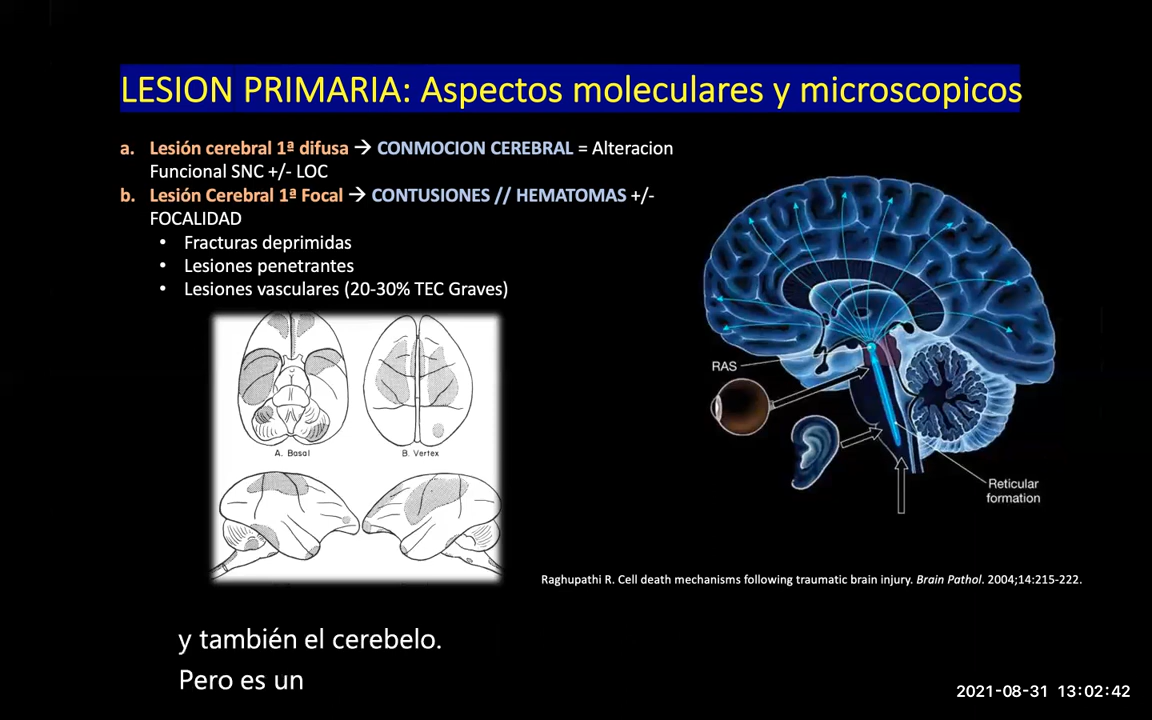 LESION PRIMARIA: Aspectos moleculares y microscopicos
a. Lesión cerebral 1ª difusa → CONMOCION CEREBRAL = Alteracion
Funcional SNC +/- LOC
b. Lesión Cerebral 1ª Focal → CONTUSIONES // HEMATOMAS +/-
FOCALIDAD
• Fracturas deprimidas
• Lesiones penetrantes
• Lesiones vasculares (20-30% TEC Graves)
A. Basal
B. Vertex
RAS
Reticular
formation
Raghupathi R. Cell death mechanisms following traumatic brain injury. Brain Pathol. 2004;14:215-222.
y también el cerebelo.
Pero es un
2021-08-31 13:02:42